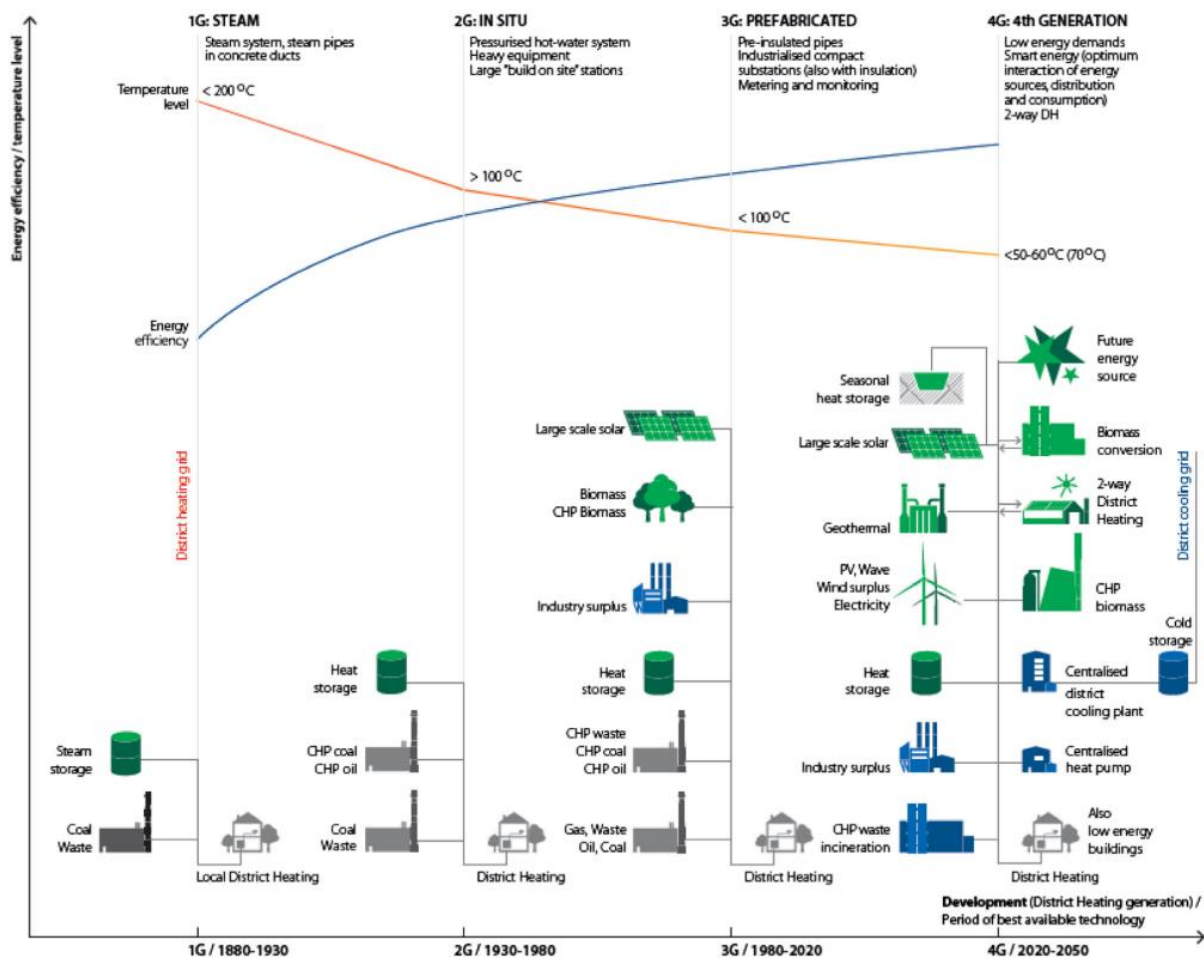 1G: STEAM
Steam system, steam pipes
in concrete ducts
2G: IN SITU
Pressurised hot-water system
Heavy equipment
Large "build on site" stations
3G: PREFABRICATED
Pre-insulated pipes
Industrialised compact
substations (also with insulation)
Metering and monitoring
4G: 4th GENERATION
Low energy demands
Smart energy (optimum
interaction of energy
sources, distribution
and consumption)
2-way DH
Energy efficiency / temperature level
Temperature
level
< 200 °C
> 100 °C
< 100 °C
<50-60°C (70°C)
Energy
efficiency
District heating grid
District cooling grid
Steam
storage
Coal
Waste
Local District Heating
Heat
storage
CHP coal
CHP oil
Coal
Waste
District Heating
Large scale solar
Biomass
CHP Biomass
Industry surplus
Heat
storage
CHP waste
CHP coal
CHP oil
Gas, Waste
Oil, Coal
District Heating
Seasonal
heat storage
Large scale solar
Geothermal
PV, Wave
Wind surplus
Electricity
Heat
storage
Industry surplus
CHP waste
incineration
Future
energy
source
Biomass
conversion
2-way
District
Heating
CHP
biomass
Cold
storage
Centralised
district
cooling plant
Centralised
heat pump
Also
low energy
buildings
District Heating
Development (District Heating generation) /
Period of best available technology
1G / 1880-1930
2G / 1930-1980
3G / 1980-2020
4G / 2020-2050